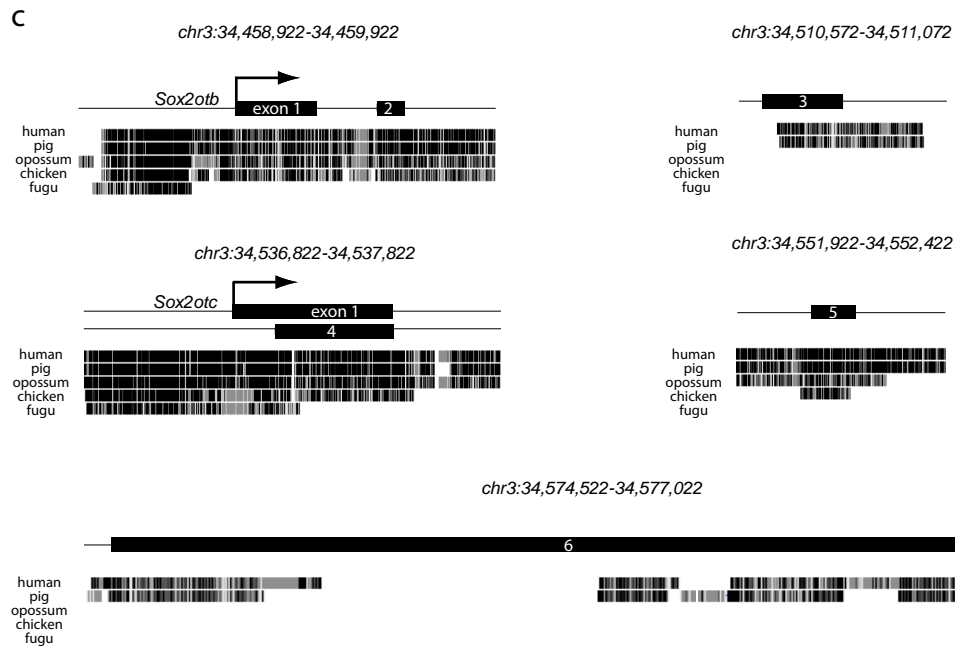 C
chr3:34,458,922-34,459,922
Sox2otb
exon 1
2
human
pig
opossum
chicken
fugu
chr3:34,510,572-34,511,072
3
human
pig
opossum
chicken
fugu
chr3:34,536,822-34,537,822
Sox2otc
exon 1
4
human
pig
opossum
chicken
fugu
chr3:34,551,922-34,552,422
5
human
pig
opossum
chicken
fugu
chr3:34,574,522-34,577,022
6
human
pig
opossum
chicken
fugu